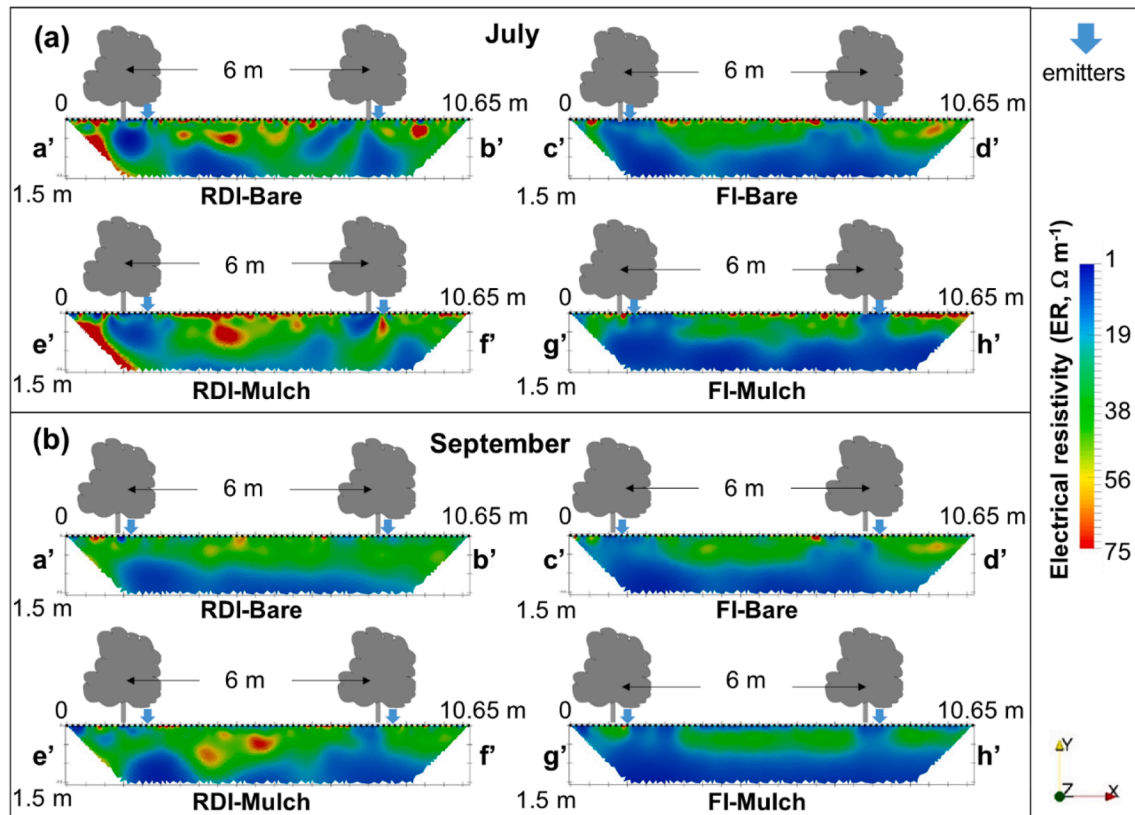 (a)
July
6 m
6 m
6 m
6 m
0
10.65 m
0
10.65 m
a'
b'
c'
d'
1.5 m
RDI-Bare
1.5 m
FI-Bare
6 m
6 m
0
10.65 m
0
10.65 m
e'
f'
g'
h'
1.5 m
RDI-Mulch
1.5 m
FI-Mulch
(b)
September
6 m
6 m
0
10.65 m
0
10.65 m
a'
b'
c'
d'
1.5 m
RDI-Bare
1.5 m
FI-Bare
6 m
6 m
0
10.65 m
0
10.65 m
e'
f'
g'
h'
1.5 m
RDI-Mulch
1.5 m
FI-Mulch
emitters
Electrical resistivity (ER, Ω m⁻¹)
1
19
38
56
75
Y
Z
X